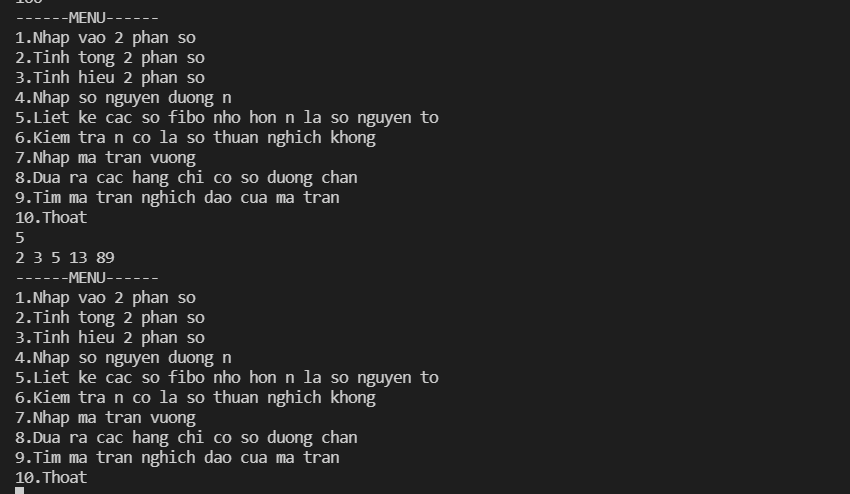 ------MENU------
1.Nhap vao 2 phan so
2.Tinh tong 2 phan so
3.Tinh hieu 2 phan so
4.Nhap so nguyen duong n
5.Liet ke cac so fibo nho hon n la so nguyen to
6.Kiem tra n co la so thuan nghich khong
7.Nhap ma tran vuong
8.Dua ra cac hang chi co so duong chan
9.Tim ma tran nghich dao cua ma tran
10.Thoat
5
2 3 5 13 89
------MENU------
1.Nhap vao 2 phan so
2.Tinh tong 2 phan so
3.Tinh hieu 2 phan so
4.Nhap so nguyen duong n
5.Liet ke cac so fibo nho hon n la so nguyen to
6.Kiem tra n co la so thuan nghich khong
7.Nhap ma tran vuong
8.Dua ra cac hang chi co so duong chan
9.Tim ma tran nghich dao cua ma tran
10.Thoat